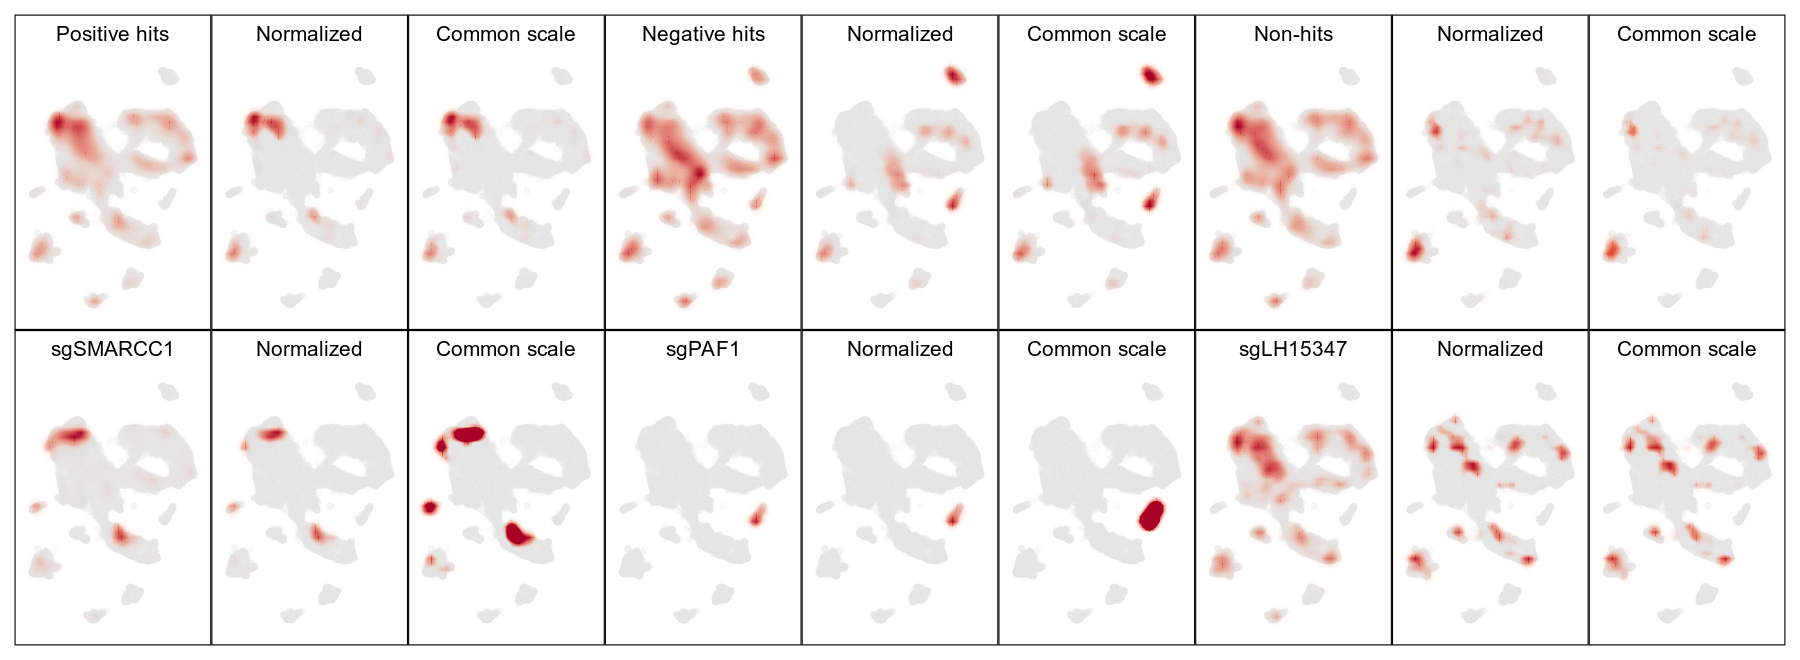 Positive hits
Normalized
Common scale
Negative hits
Normalized
Common scale
Non-hits
Normalized
Common scale
sgSMARCC1
Normalized
Common scale
sgPAF1
Normalized
Common scale
sgLH15347
Normalized
Common scale